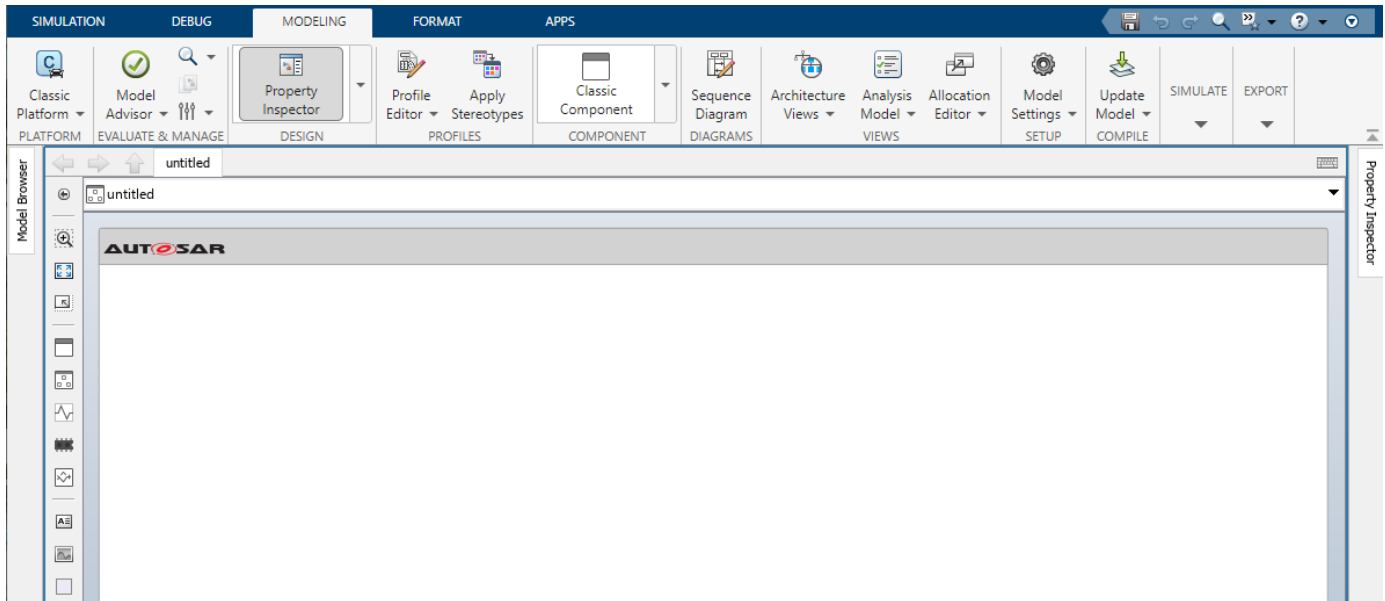 SIMULATION DEBUG MODELING FORMAT APPS
Classic Platform
Model Advisor
Property Inspector
Profile Editor
Apply Stereotypes
Classic Component
Sequence Diagram
Architecture Views
Analysis Model
Allocation Editor
Model Settings
Update Model
SIMULATE
EXPORT
PLATFORM EVALUATE & MANAGE DESIGN PROFILES COMPONENT DIAGRAMS VIEWS SETUP COMPILE
Model Browser
untitled
untitled
AUTOSAR
Property Inspector